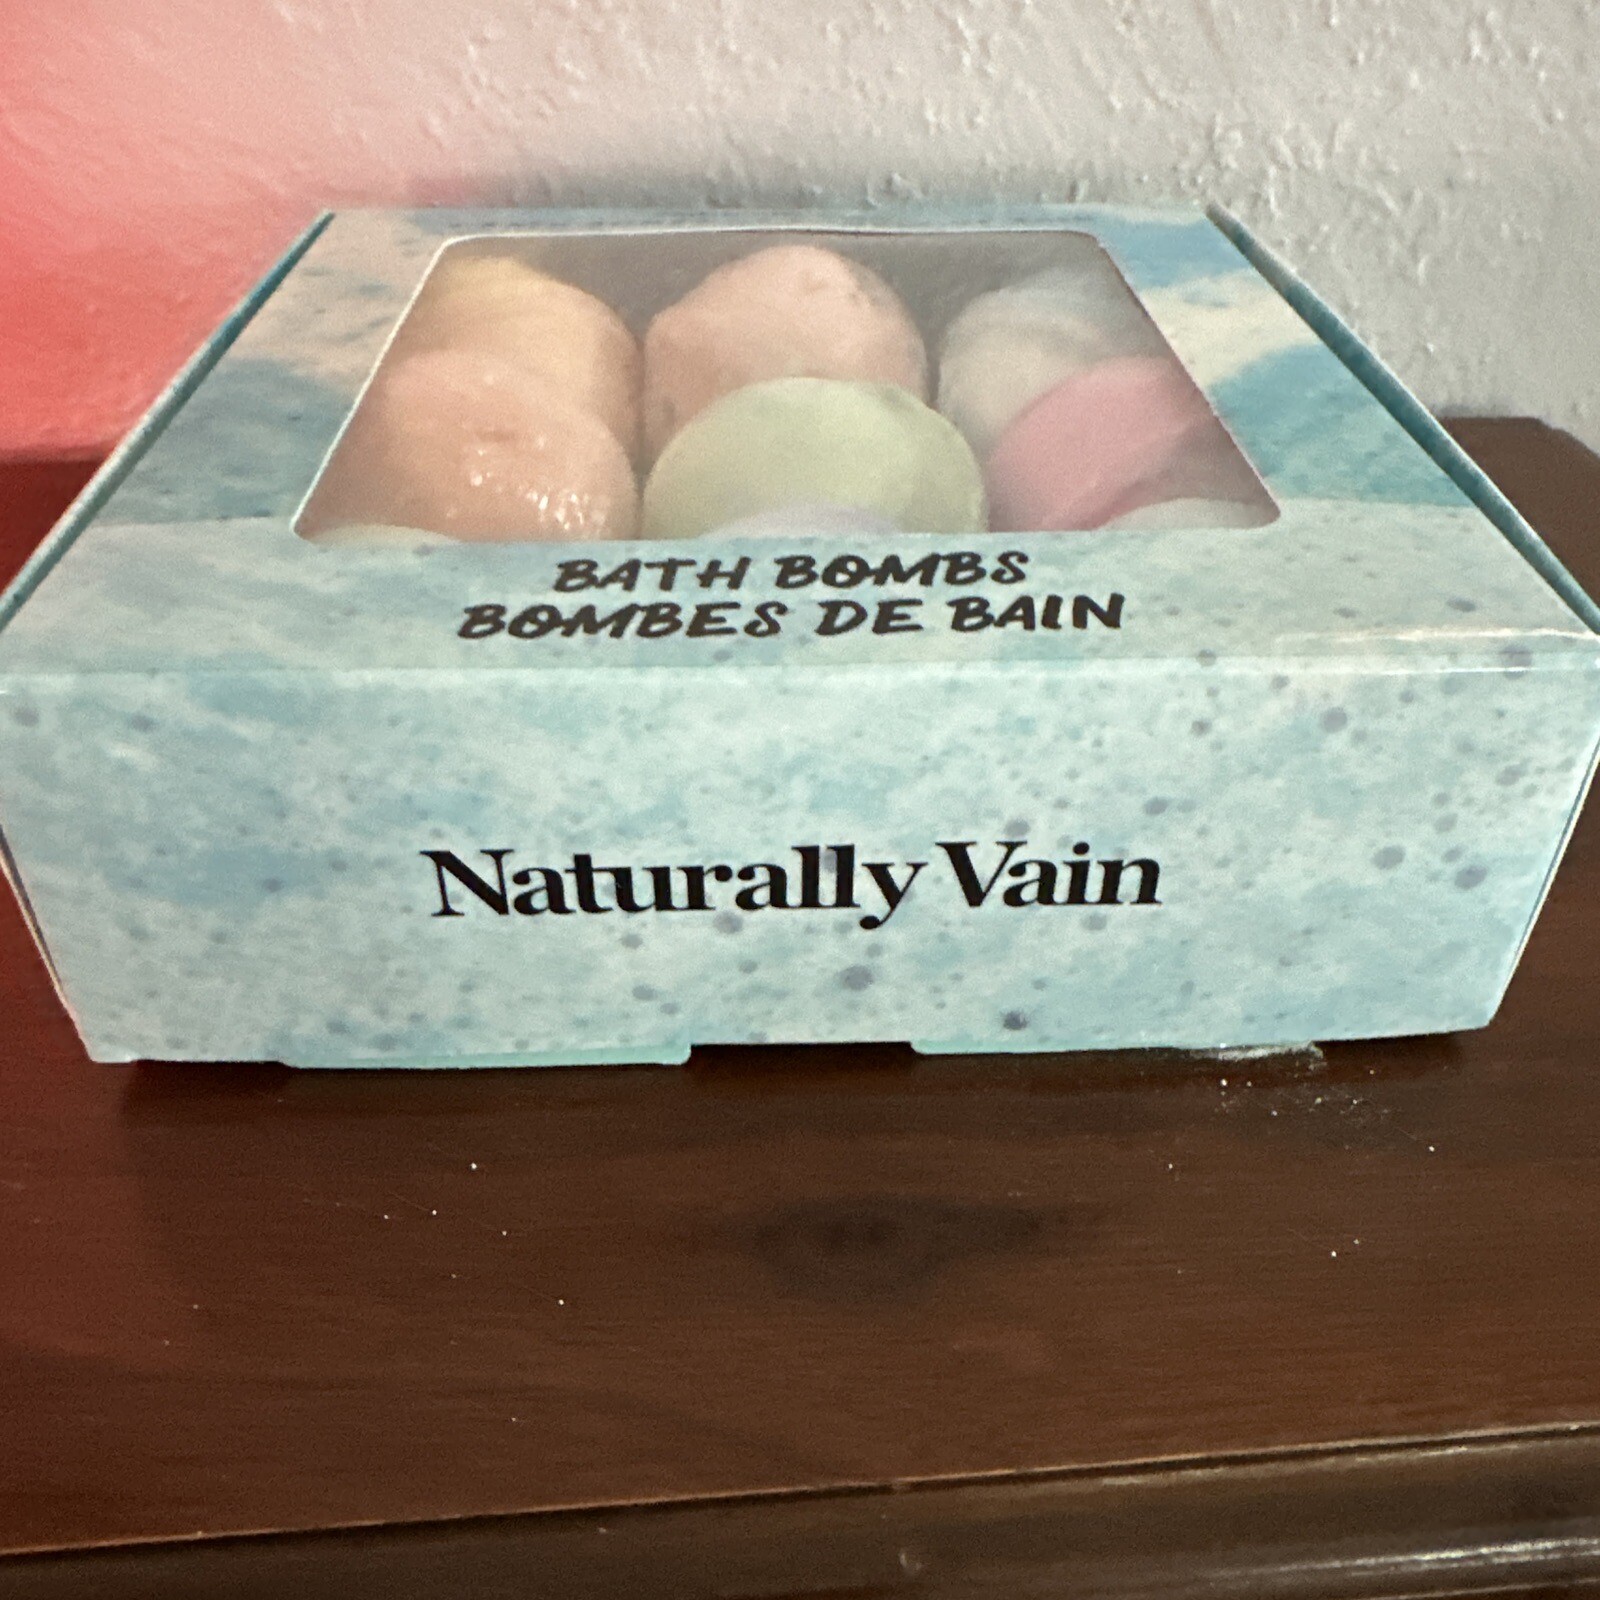 BATH BOMBS
BOMBES DE BAIN
Naturally Vain